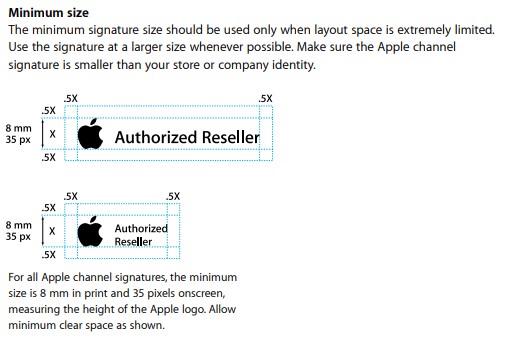 Minimum size
The minimum signature size should be used only when layout space is extremely limited.
Use the signature at a larger size whenever possible. Make sure the Apple channel
signature is smaller than your store or company identity.
.5X .5X
.5X
8 mm
35 px
X
Authorized Reseller
.5X
.5X .5X
.5X
8 mm
35 px
X
Authorized
Reseller
.5X
For all Apple channel signatures, the minimum
size is 8 mm in print and 35 pixels onscreen,
measuring the height of the Apple logo. Allow
minimum clear space as shown.